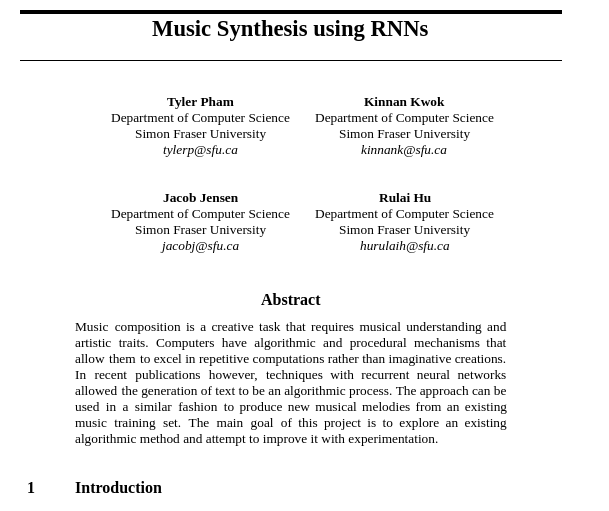 Music Synthesis using RNNs
Tyler Pham
Department of Computer Science
Simon Fraser University
tylerp@sfu.ca
Kinnan Kwok
Department of Computer Science
Simon Fraser University
kinnank@sfu.ca
Jacob Jensen
Department of Computer Science
Simon Fraser University
jacobj@sfu.ca
Rulai Hu
Department of Computer Science
Simon Fraser University
hurulaih@sfu.ca
Abstract
Music composition is a creative task that requires musical understanding and
artistic traits. Computers have algorithmic and procedural mechanisms that
allow them to excel in repetitive computations rather than imaginative creations.
In recent publications however, techniques with recurrent neural networks
allowed the generation of text to be an algorithmic process. The approach can be
used in a similar fashion to produce new musical melodies from an existing
music training set. The main goal of this project is to explore an existing
algorithmic method and attempt to improve it with experimentation.
1 Introduction